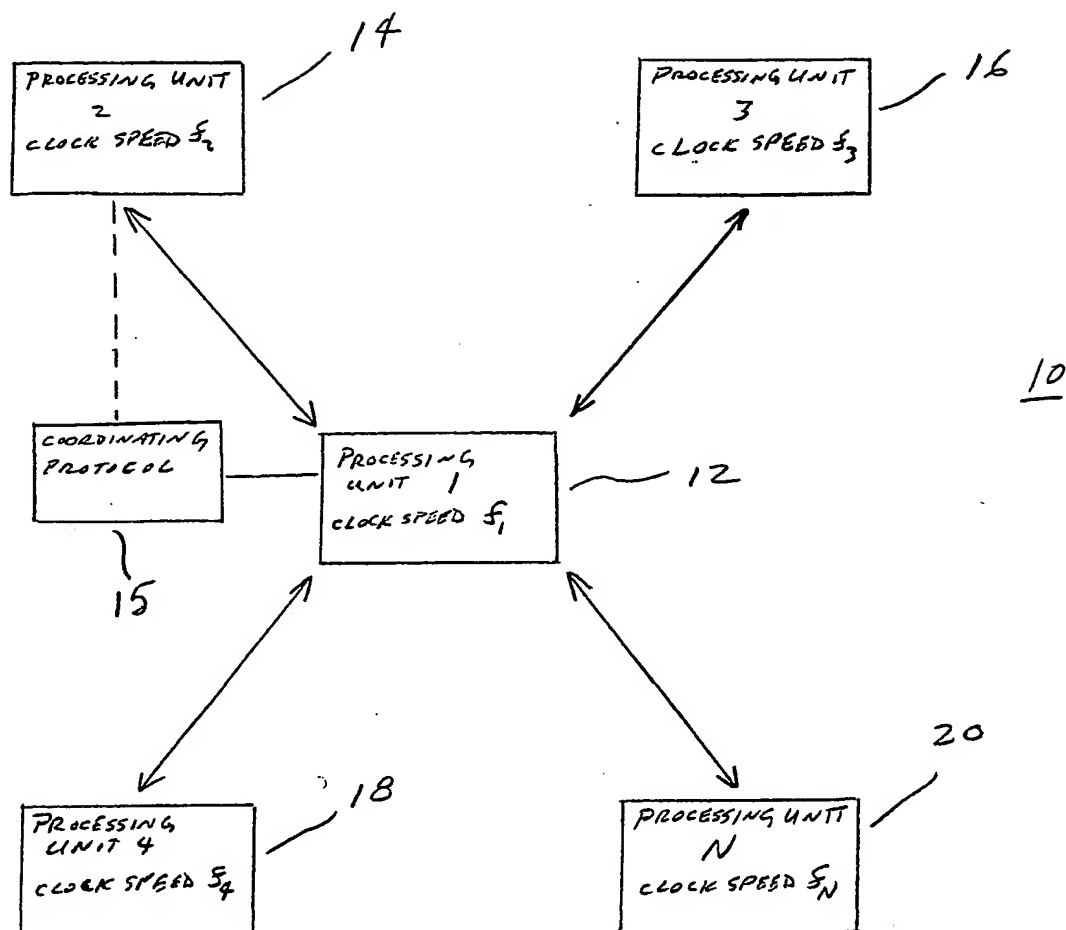 14
PROCESSING UNIT
2
CLOCK SPEED f₂
16
PROCESSING UNIT
3
CLOCK SPEED f₃
10
COORDINATING
PROTOCOL
15
PROCESSING
UNIT 1
CLOCK SPEED f₁
12
18
PROCESSING
UNIT 4
CLOCK SPEED f₄
20
PROCESSING UNIT
N
CLOCK SPEED f_N